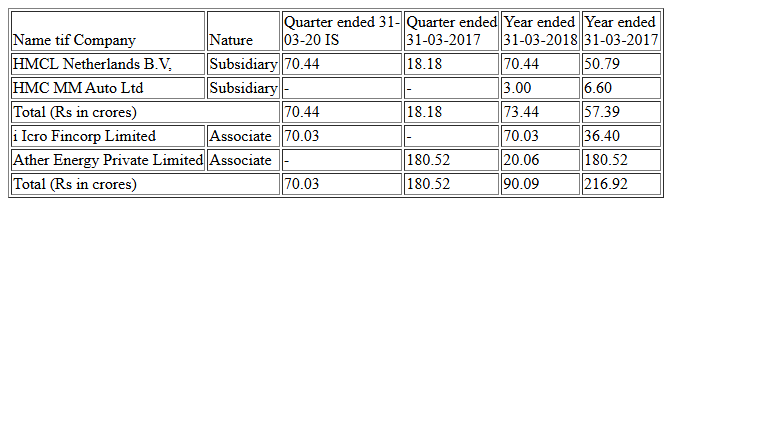 Name tif Company Nature Quarter ended 31-03-20 IS Quarter ended 31-03-2017 Year ended 31-03-2018 Year ended 31-03-2017
HMCL Netherlands B.V, Subsidiary 70.44 18.18 70.44 50.79
HMC MM Auto Ltd Subsidiary - - 3.00 6.60
Total (Rs in crores) 70.44 18.18 73.44 57.39
i Icro Fincorp Limited Associate 70.03 - 70.03 36.40
Ather Energy Private Limited Associate - 180.52 20.06 180.52
Total (Rs in crores) 70.03 180.52 90.09 216.92